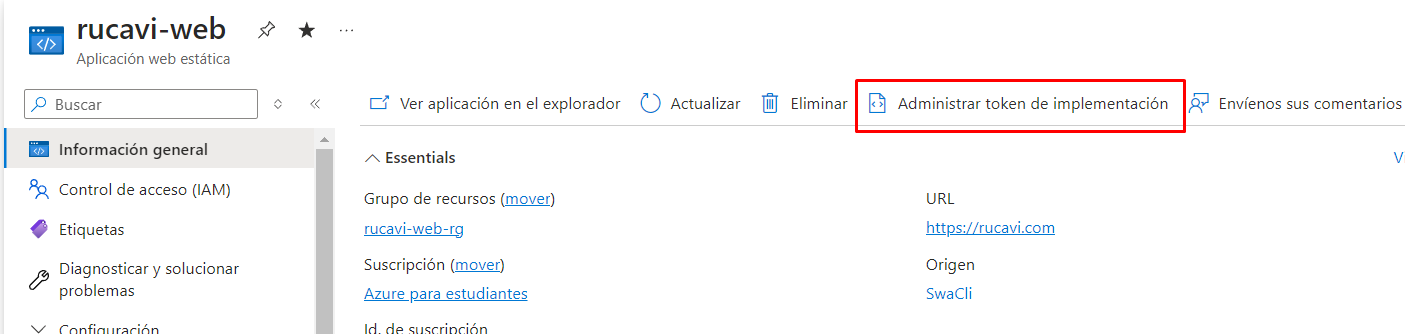 rucavi-web
Aplicación web estática
Buscar
Ver aplicación en el explorador Actualizar Eliminar Administrar token de implementación Envíenos sus comentarios
Información general
Control de acceso (IAM)
Etiquetas
Diagnosticar y solucionar
problemas
Configuración
Essentials
V
Grupo de recursos (mover)
rucavi-web-rg
URL
https://rucavi.com
Suscripción (mover)
Azure para estudiantes
Origen
SwaCli
Id. de suscripción